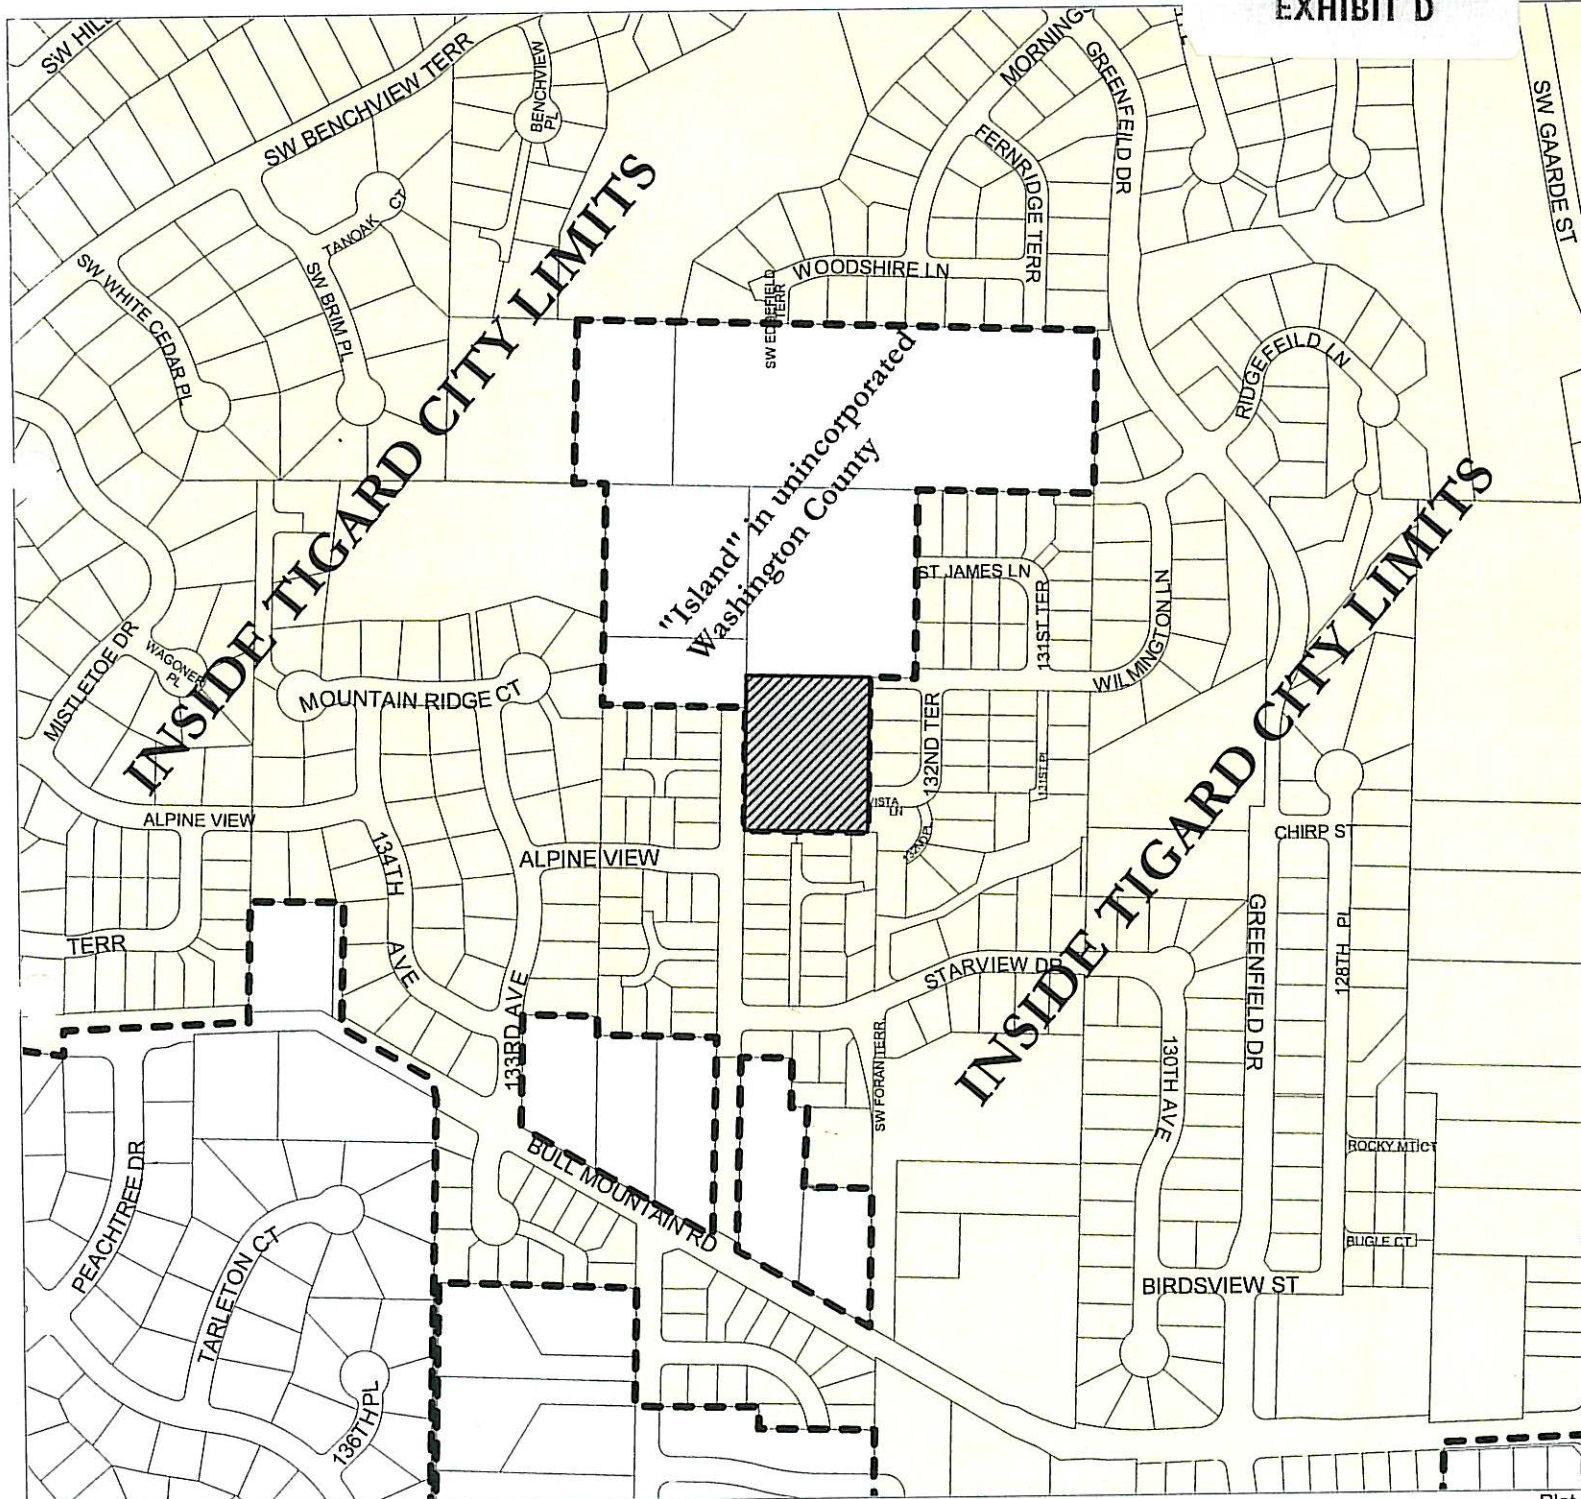 EXHIBIT D
SW HILL
SW BENCHVIEW TERR
BENCHVIEW
PL
MORNINGS
GREENFEILD DR
SW GAARDE ST
FERNRIDGE TERR
TANOAK CT
SW WHITE CEDAR PL
SW BRIM PL
WOODSHIRE LN
SW EDGEFIELD
TERR
INSIDE TIGARD CITY LIMITS
"Island" in unincorporated
Washington County
RIDGEFEILD LN
ST JAMES LN
131ST TER
WILMINGTON LN
MISTLETOE DR
WAGONER
PL
MOUNTAIN RIDGE CT
132ND TER
131ST PL
VISTA
LN
132ND PL
INSIDE TIGARD CITY LIMITS
ALPINE VIEW
134TH
AVE
ALPINE VIEW
CHIRP ST
TERR
133RD AVE
STARVIEW DR
GREENFIELD DR
128TH PL
SW FORAN TERR
130TH AVE
PEACHTREE DR
BULL MOUNTAIN RD
ROCKY MT CT
TARLETON CT
BUGLE CT
BIRDSVIEW ST
136TH PL